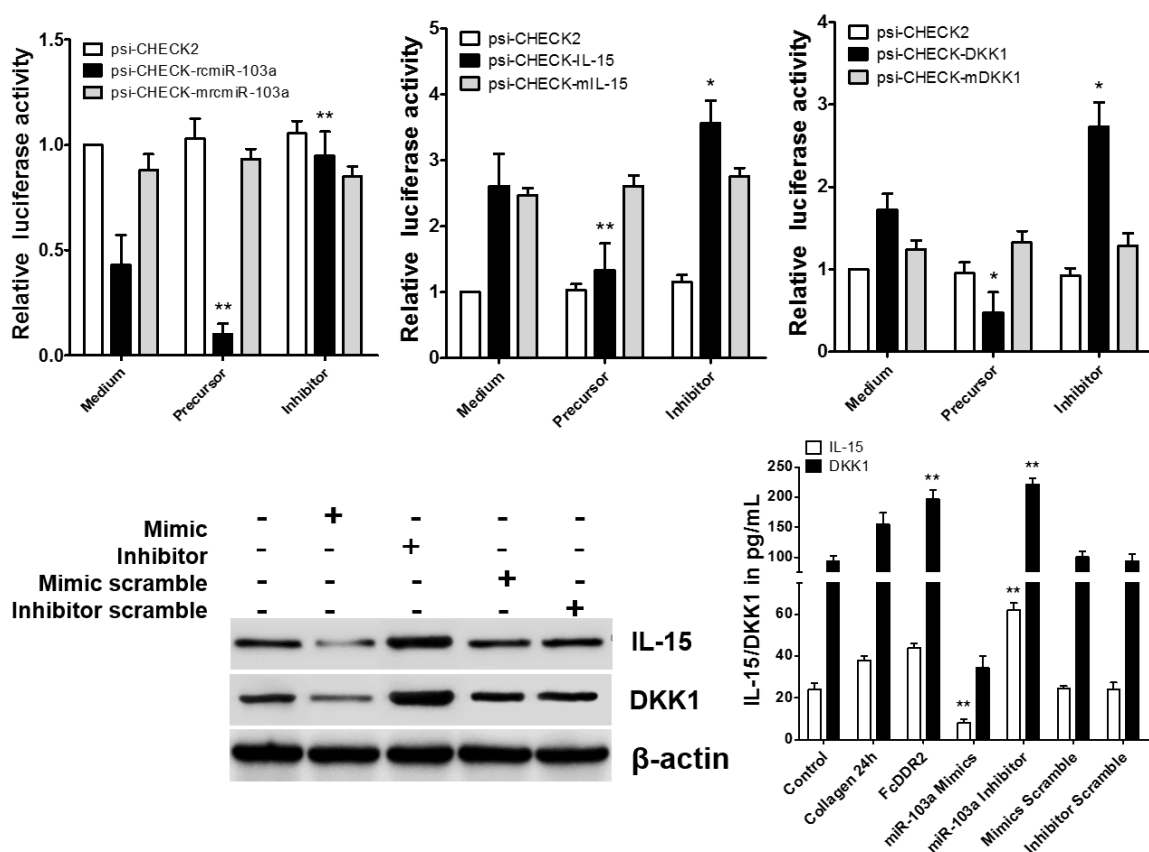 psi-CHECK2
psi-CHECK-rcmiR-103a
psi-CHECK-mrcmiR-103a
Relative luciferase activity
1.5
1.0
0.5
0.0
** **
Medium Precursor Inhibitor
psi-CHECK2
psi-CHECK-IL-15
psi-CHECK-mIL-15
Relative luciferase activity
5
4
3
2
1
0
** *
Medium Precursor Inhibitor
psi-CHECK2
psi-CHECK-DKK1
psi-CHECK-mDKK1
Relative luciferase activity
4
3
2
1
0
* *
Medium Precursor Inhibitor
Mimic - + - - -
Inhibitor - - + - -
Mimic scramble - - - + -
Inhibitor scramble - - - - +
IL-15
DKK1
β-actin
IL-15
DKK1
IL-15/DKK1 in pg/mL
250
200
150
100
60
40
20
0
** ** ** **
Control Collagen 24h FcDDR2 miR-103a Mimics miR-103a Inhibitor Mimics Scramble Inhibitor Scramble